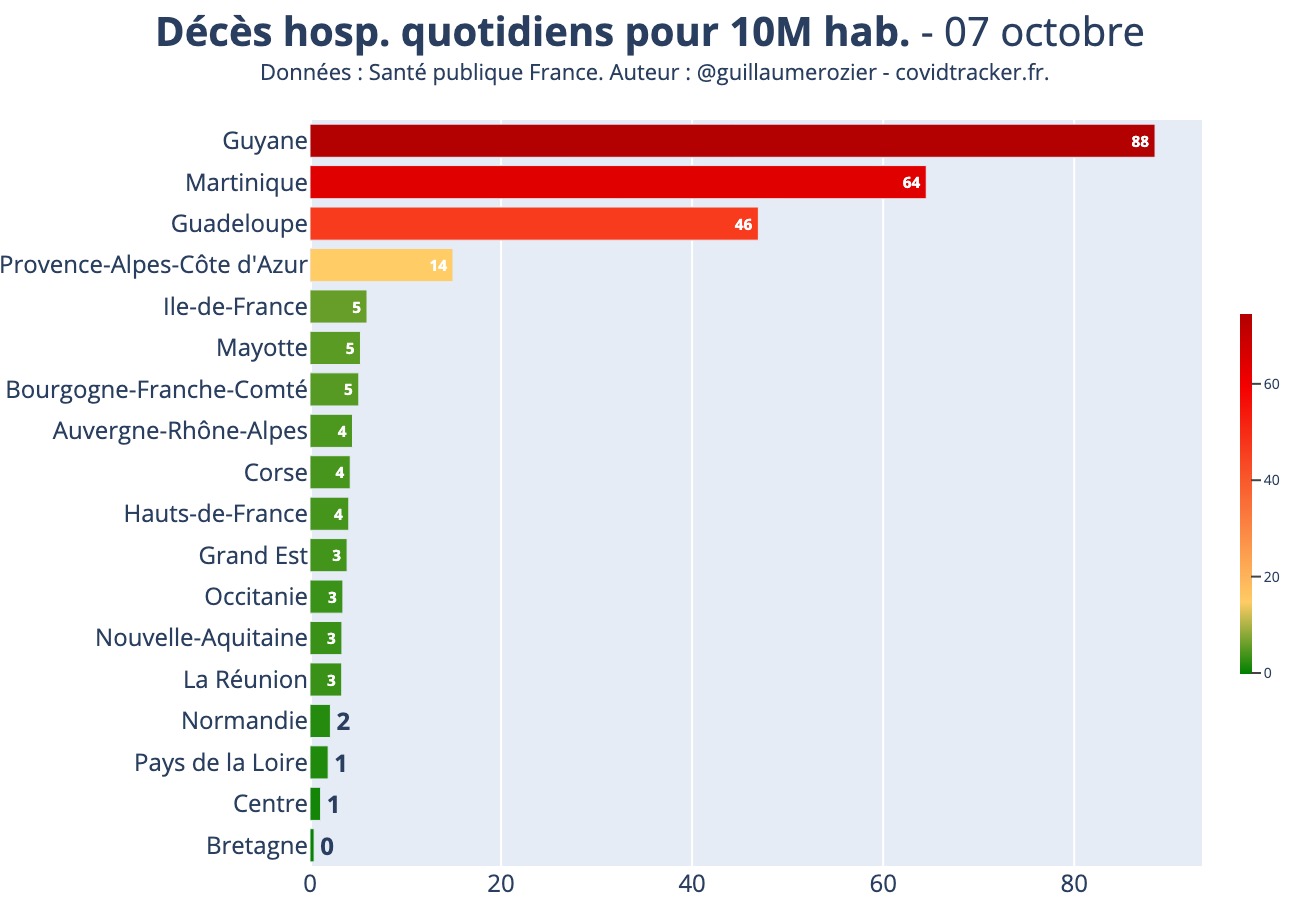 Décès hosp. quotidiens pour 10M hab. - 07 octobre
Données : Santé publique France. Auteur : @guillaumerozier - covidtracker.fr.
Guyane 88
Martinique 64
Guadeloupe 46
Provence-Alpes-Côte d'Azur 14
Ile-de-France 5
Mayotte 5
Bourgogne-Franche-Comté 5
Auvergne-Rhône-Alpes 4
Corse 4
Hauts-de-France 4
Grand Est 3
Occitanie 3
Nouvelle-Aquitaine 3
La Réunion 3
Normandie 2
Pays de la Loire 1
Centre 1
Bretagne 0
0 20 40 60 80
60
40
20
0